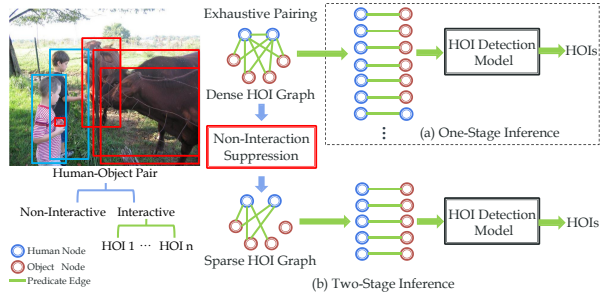 Exhaustive Pairing
Dense HOI Graph
HOI Detection
Model
HOIs
(a) One-Stage Inference
Non-Interaction
Suppression
Human-Object Pair
Non-Interactive
Interactive
HOI 1 ··· HOI n
Human Node
Object Node
Predicate Edge
Sparse HOI Graph
HOI Detection
Model
HOIs
(b) Two-Stage Inference